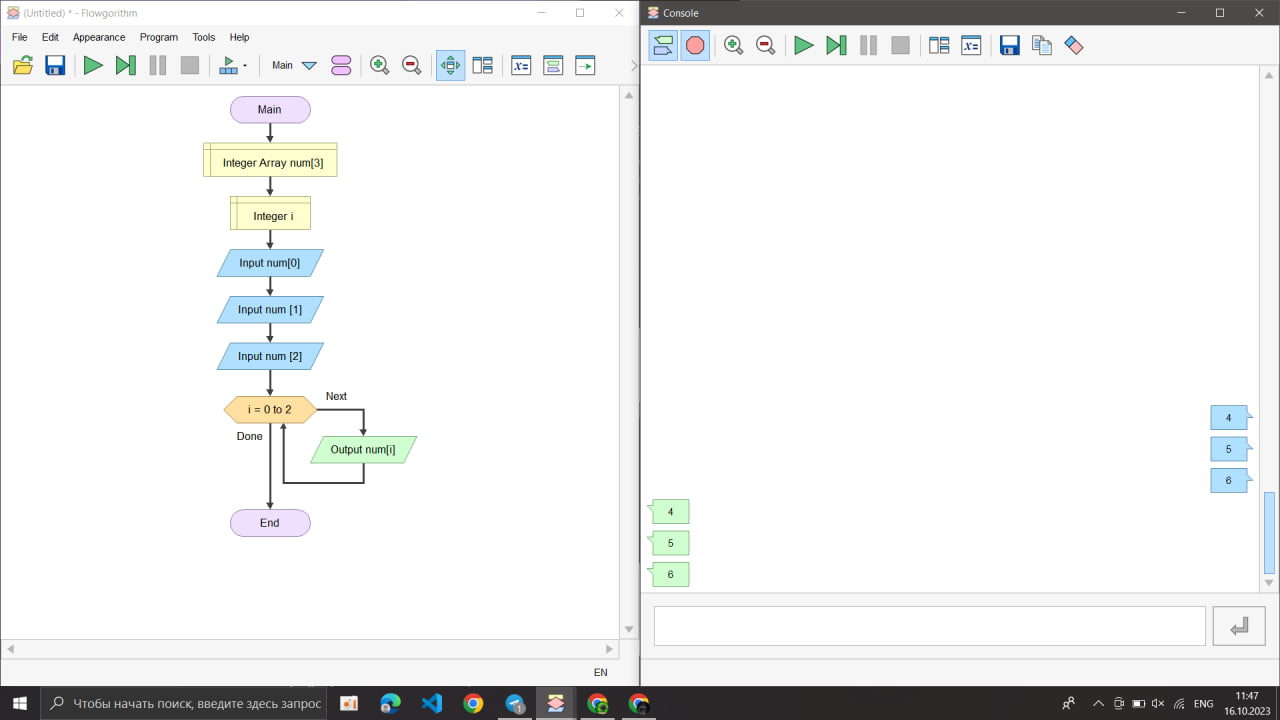 (Untitled) * - Flowgorithm
File Edit Appearance Program Tools Help
Main
Main
Integer Array num[3]
Integer i
Input num[0]
Input num [1]
Input num [2]
Next
i = 0 to 2
Done
Output num[i]
End
EN
Console
4
5
6
4
5
6
Чтобы начать поиск, введите здесь запрос
ENG
11:47
16.10.2023